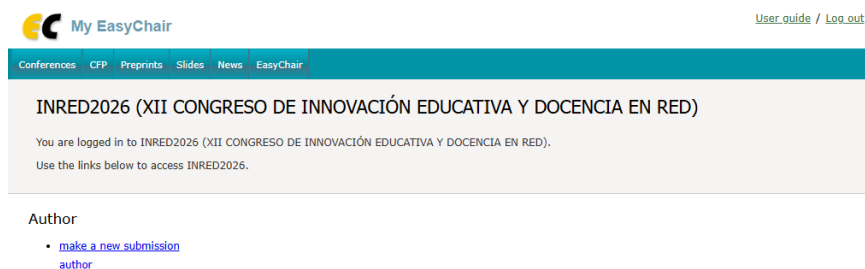 EC My EasyChair
User guide / Log out
Conferences CFP Preprints Slides News EasyChair
INRED2026 (XII CONGRESO DE INNOVACIÓN EDUCATIVA Y DOCENCIA EN RED)
You are logged in to INRED2026 (XII CONGRESO DE INNOVACIÓN EDUCATIVA Y DOCENCIA EN RED).
Use the links below to access INRED2026.
Author
• make a new submission
author